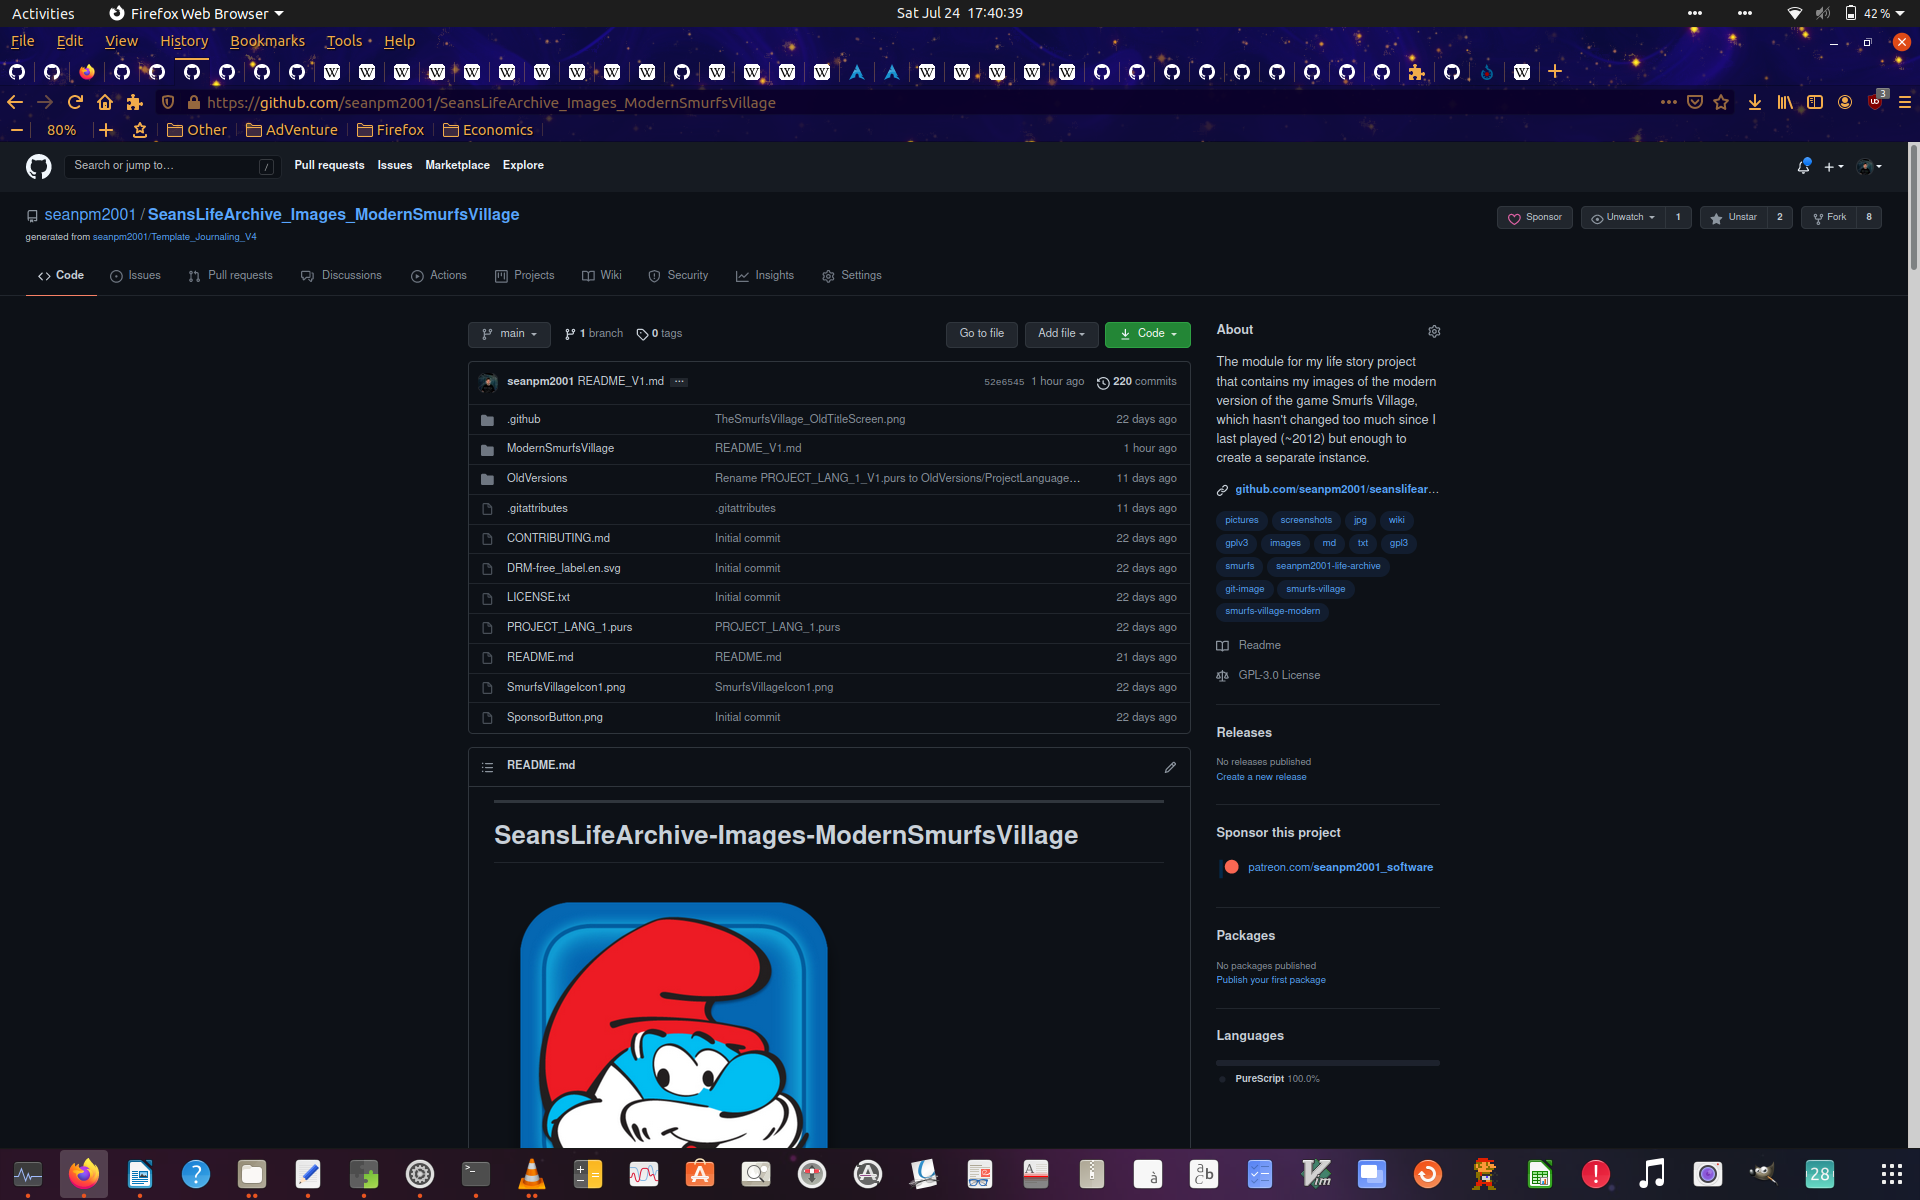 Activities Firefox Web Browser Sat Jul 24 17:40:39 42 %
File Edit View History Bookmarks Tools Help
https://github.com/seanpm2001/SeansLifeArchive_Images_ModernSmurfsVillage 3
80% Other AdVenture Firefox Economics
Search or jump to… / Pull requests Issues Marketplace Explore
seanpm2001 / SeansLifeArchive_Images_ModernSmurfsVillage Sponsor Unwatch 1 Unstar 2 Fork 8
generated from seanpm2001/Template_Journaling_V4
Code Issues Pull requests Discussions Actions Projects Wiki Security Insights Settings
main 1 branch 0 tags Go to file Add file Code
seanpm2001 README_V1.md ... 52e6545 1 hour ago 220 commits
.github TheSmurfsVillage_OldTitleScreen.png 22 days ago
ModernSmurfsVillage README_V1.md 1 hour ago
OldVersions Rename PROJECT_LANG_1_V1.purs to OldVersions/ProjectLanguage… 11 days ago
.gitattributes .gitattributes 11 days ago
CONTRIBUTING.md Initial commit 22 days ago
DRM-free_label.en.svg Initial commit 22 days ago
LICENSE.txt Initial commit 22 days ago
PROJECT_LANG_1.purs PROJECT_LANG_1.purs 22 days ago
README.md README.md 21 days ago
SmurfsVillageIcon1.png SmurfsVillageIcon1.png 22 days ago
SponsorButton.png Initial commit 22 days ago
README.md
SeansLifeArchive-Images-ModernSmurfsVillage
About
The module for my life story project
that contains my images of the modern
version of the game Smurfs Village,
which hasn't changed too much since I
last played (~2012) but enough to
create a separate instance.
github.com/seanpm2001/seanslifear…
pictures screenshots jpg wiki
gplv3 images md txt gpl3
smurfs seanpm2001-life-archive
git-image smurfs-village
smurfs-village-modern
Readme
GPL-3.0 License
Releases
No releases published
Create a new release
Sponsor this project
patreon.com/seanpm2001_software
Packages
No packages published
Publish your first package
Languages
PureScript 100.0%
28